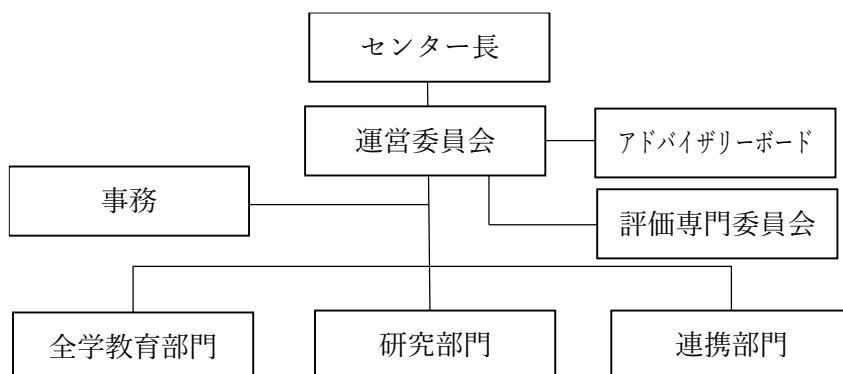 センター長
運営委員会
アドバイザリーボード
事務
評価専門委員会
全学教育部門
研究部門
連携部門